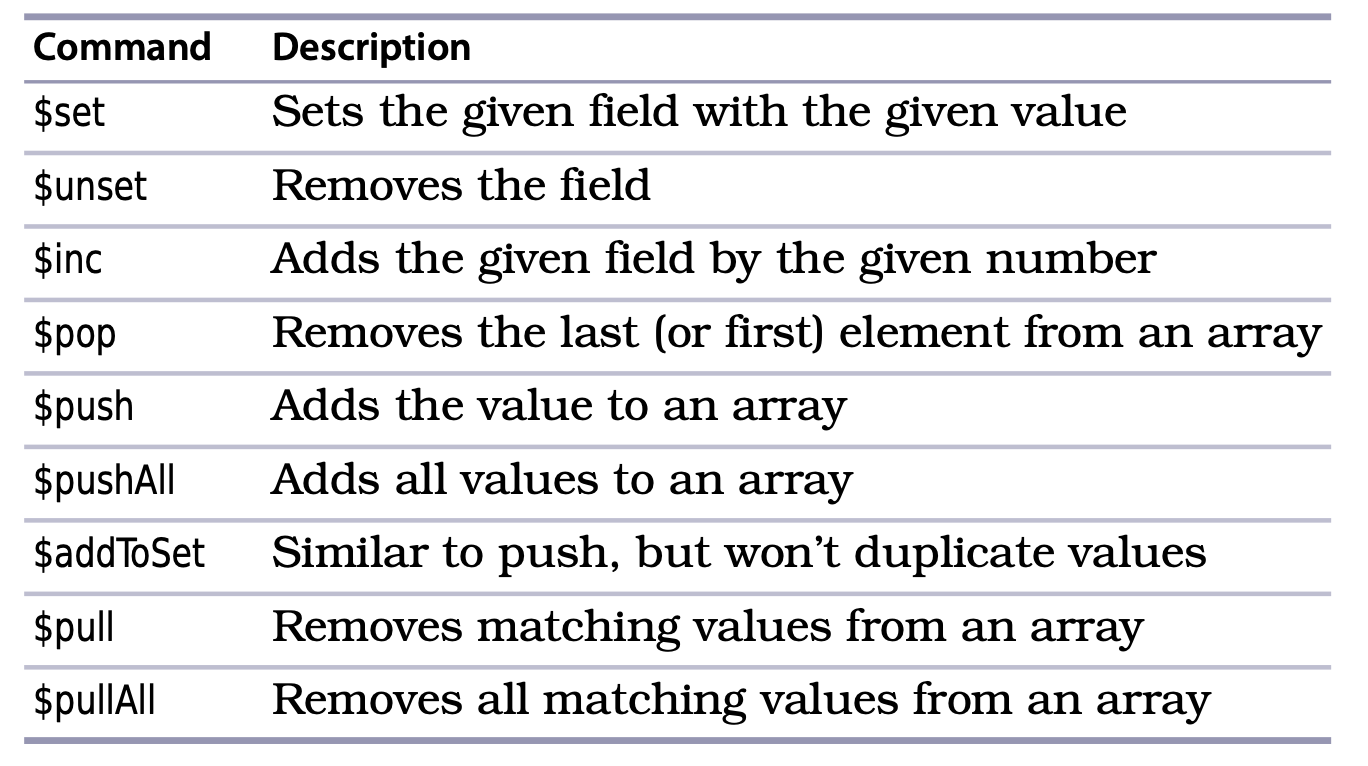 Command Description
$set Sets the given field with the given value
$unset Removes the field
$inc Adds the given field by the given number
$pop Removes the last (or first) element from an array
$push Adds the value to an array
$pushAll Adds all values to an array
$addToSet Similar to push, but won’t duplicate values
$pull Removes matching values from an array
$pullAll Removes all matching values from an array